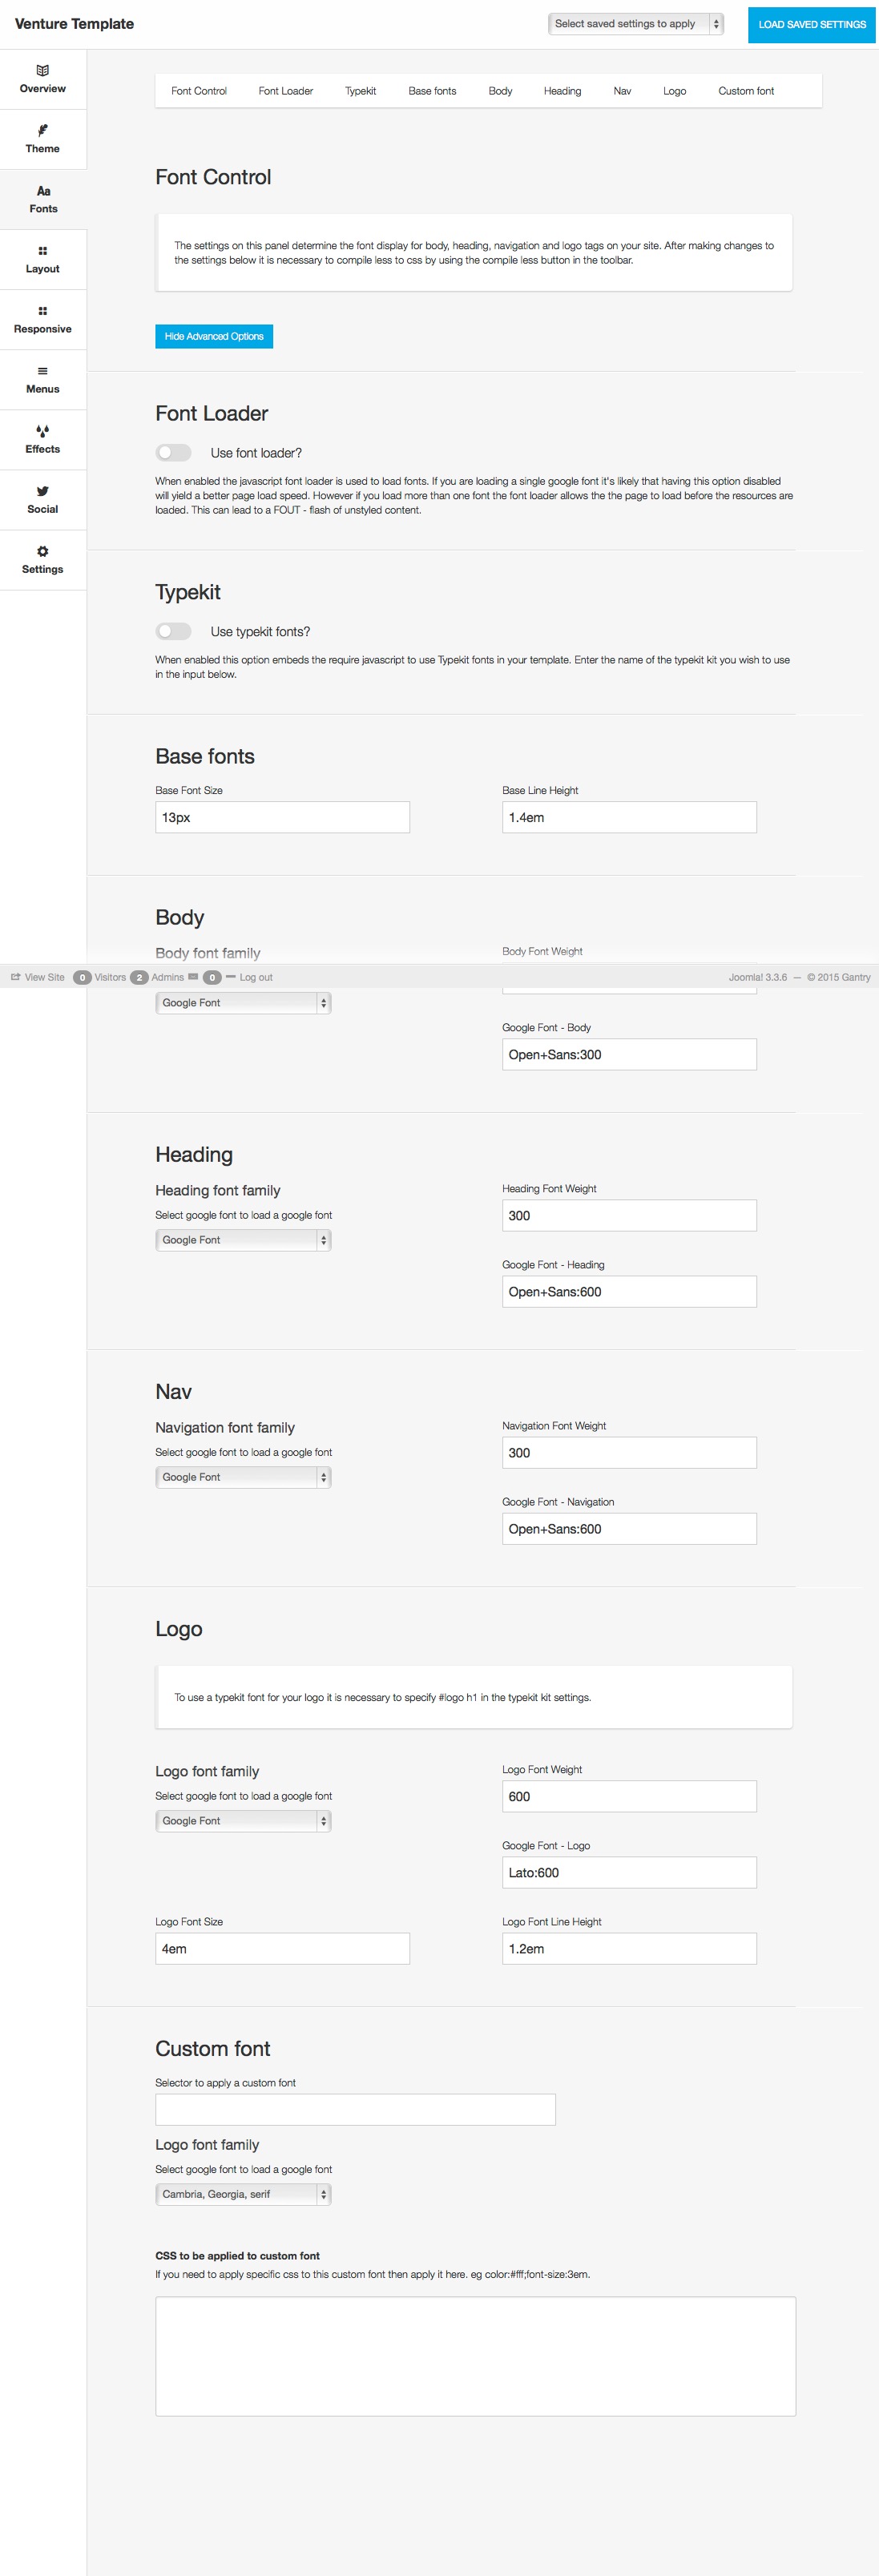 Venture Template
Select saved settings to apply
LOAD SAVED SETTINGS
Overview
Theme
Aa
Fonts
Layout
Responsive
Menus
Effects
Social
Settings
Font Control Font Loader Typekit Base fonts Body Heading Nav Logo Custom font
Font Control
The settings on this panel determine the font display for body, heading, navigation and logo tags on your site. After making changes to
the settings below it is necessary to compile less to css by using the compile less button in the toolbar.
Hide Advanced Options
Font Loader
Use font loader?
When enabled the javascript font loader is used to load fonts. If you are loading a single google font it's likely that having this option disabled
will yield a better page load speed. However if you load more than one font the font loader allows the the page to load before the resources are
loaded. This can lead to a FOUT - flash of unstyled content.
Typekit
Use typekit fonts?
When enabled this option embeds the require javascript to use Typekit fonts in your template. Enter the name of the typekit kit you wish to use
in the input below.
Base fonts
Base Font Size
13px
Base Line Height
1.4em
Body
Body font family
Body Font Weight
View Site 0 Visitors 2 Admins 0 Log out
Joomla! 3.3.6 — © 2015 Gantry
Google Font
Google Font - Body
Open+Sans:300
Heading
Heading font family
Select google font to load a google font
Google Font
Heading Font Weight
300
Google Font - Heading
Open+Sans:600
Nav
Navigation font family
Select google font to load a google font
Google Font
Navigation Font Weight
300
Google Font - Navigation
Open+Sans:600
Logo
To use a typekit font for your logo it is necessary to specify #logo h1 in the typekit kit settings.
Logo font family
Select google font to load a google font
Google Font
Logo Font Weight
600
Google Font - Logo
Lato:600
Logo Font Size
4em
Logo Font Line Height
1.2em
Custom font
Selector to apply a custom font
Logo font family
Select google font to load a google font
Cambria, Georgia, serif
CSS to be applied to custom font
If you need to apply specific css to this custom font then apply it here. eg color:#fff;font-size:3em.